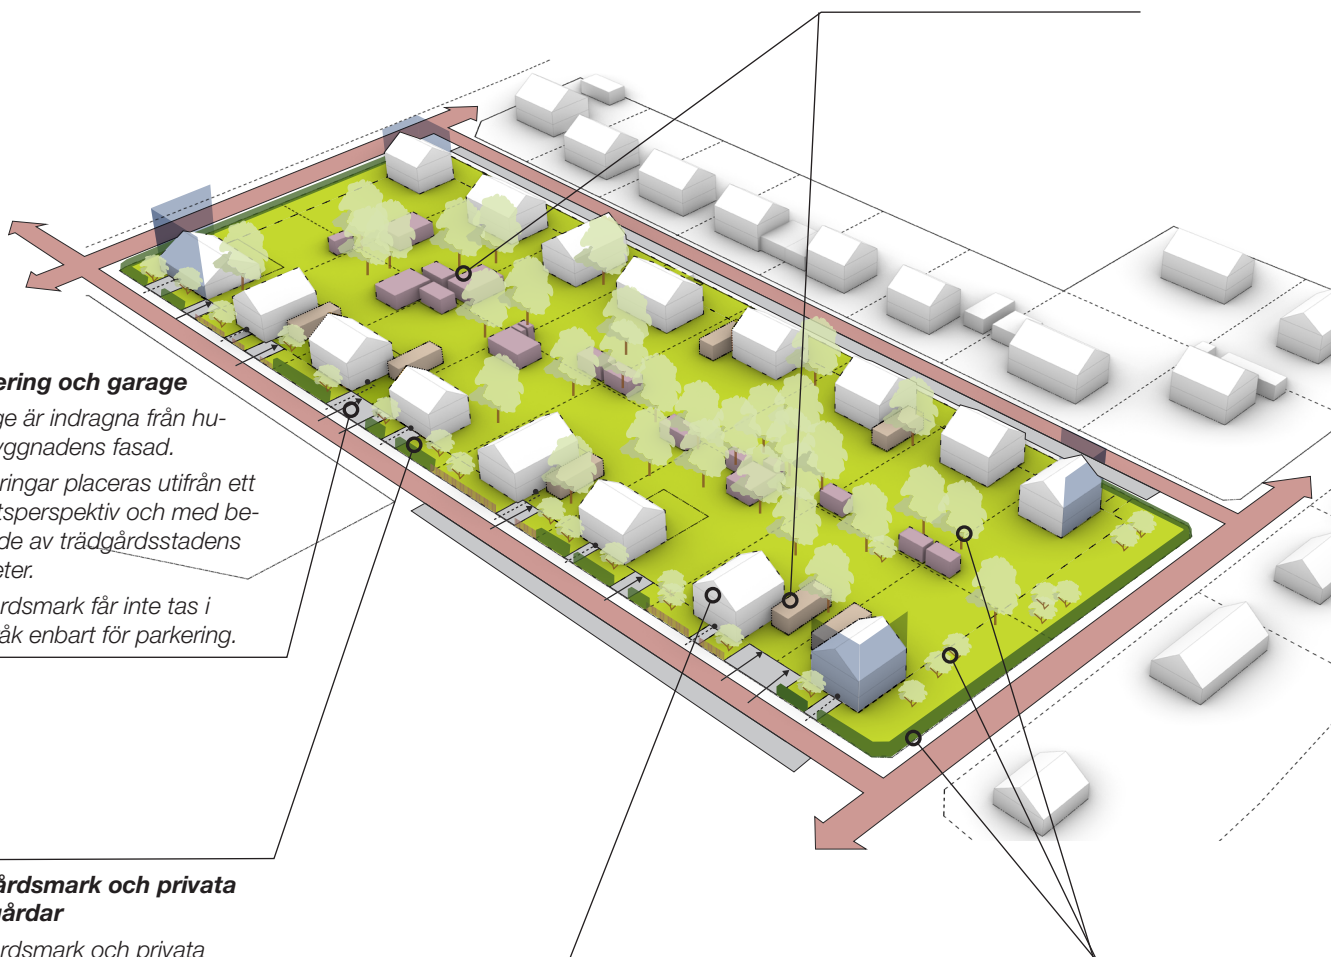 ering och garage
ge är indragna från hu-
yggnadens fasad.
ringar placeras utifrån ett
tsperspektiv och med be-
de av trädgårdsstadens
eter.
rdsmark får inte tas i
åk enbart för parkering.
årdsmark och privata
gårdar
rdsmark och privata